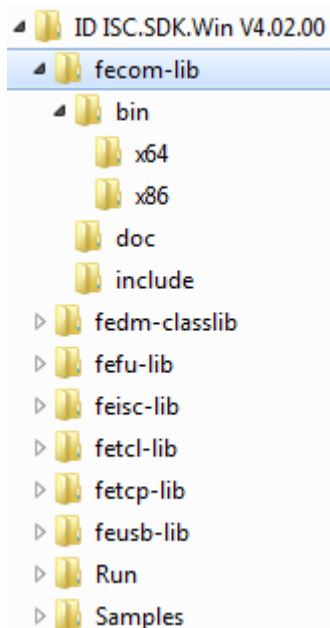 ID ISC.SDK.Win V4.02.00
fecom-lib
bin
x64
x86
doc
include
fedm-classlib
fefu-lib
feisc-lib
fetcl-lib
fetcp-lib
feusb-lib
Run
Samples